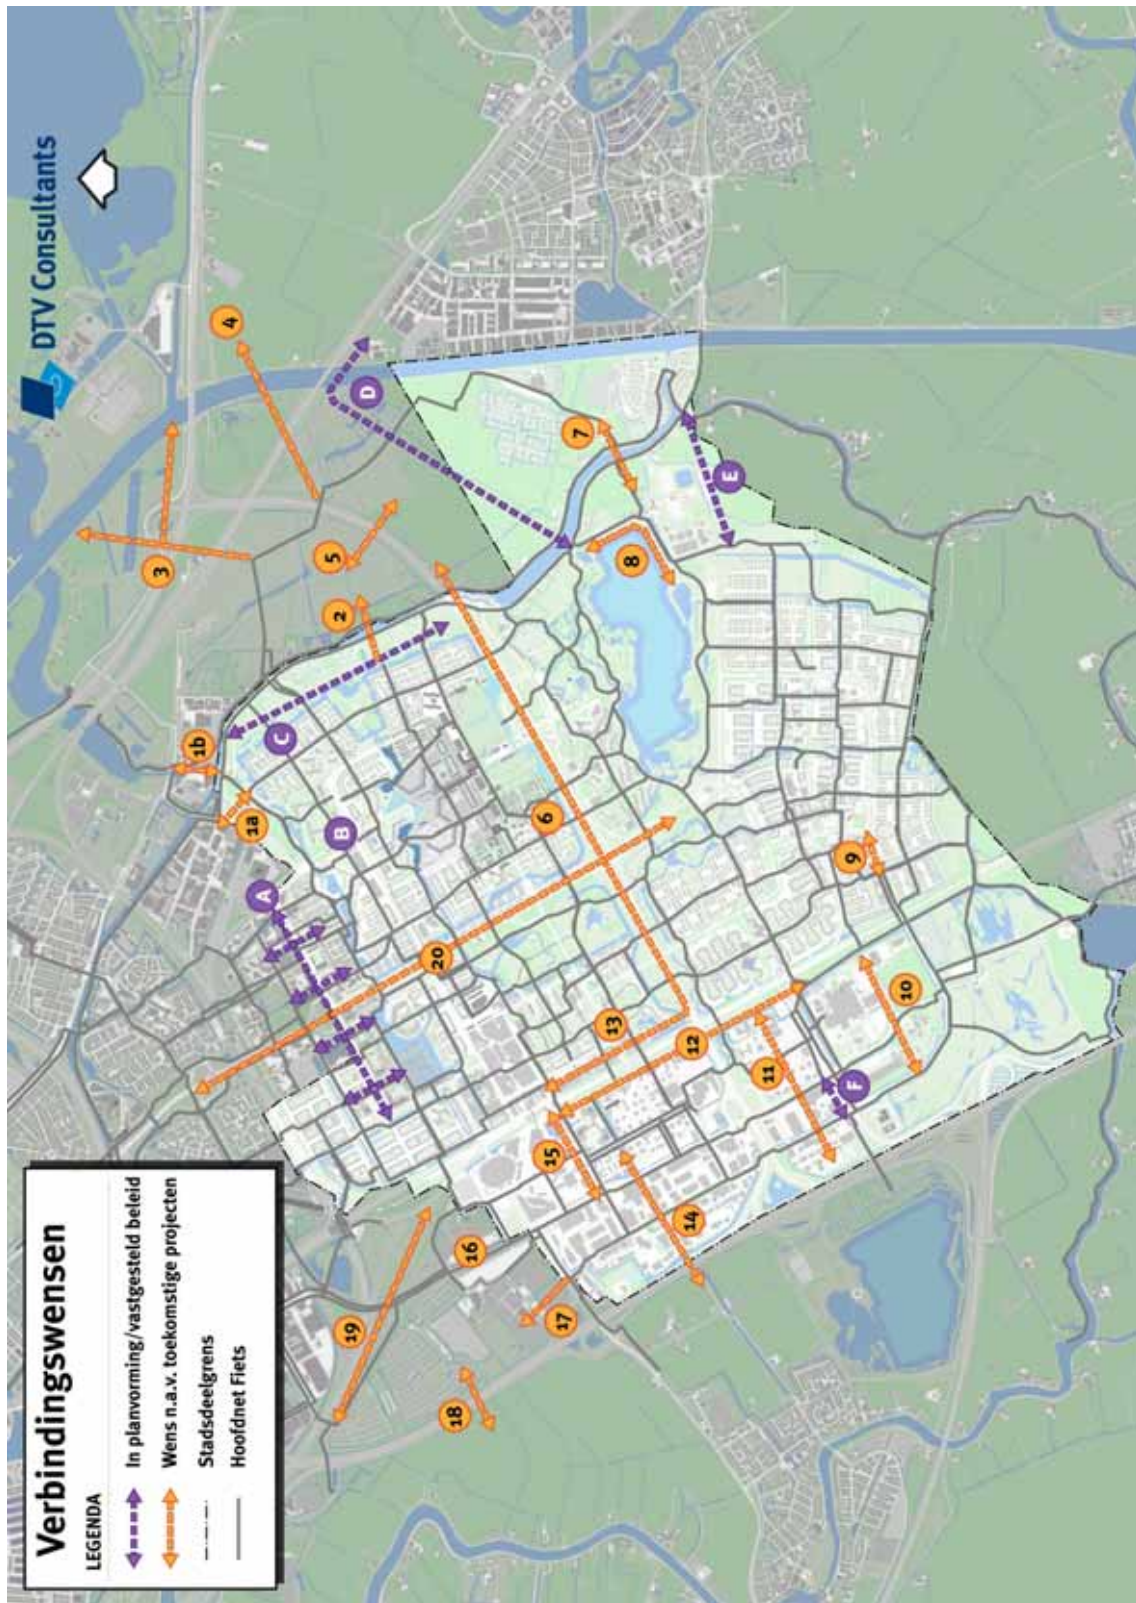 Verbindingswensen
LEGENDA
In planvorming/vastgesteld beleid
Wens n.a.v. toekomstige projecten
Stadsdeelgrens
Hoofdnet Fiets
DTV Consultants
1a
1b
2
3
4
5
6
7
8
9
10
11
12
13
14
15
16
17
18
19
20
A
B
C
D
E
F